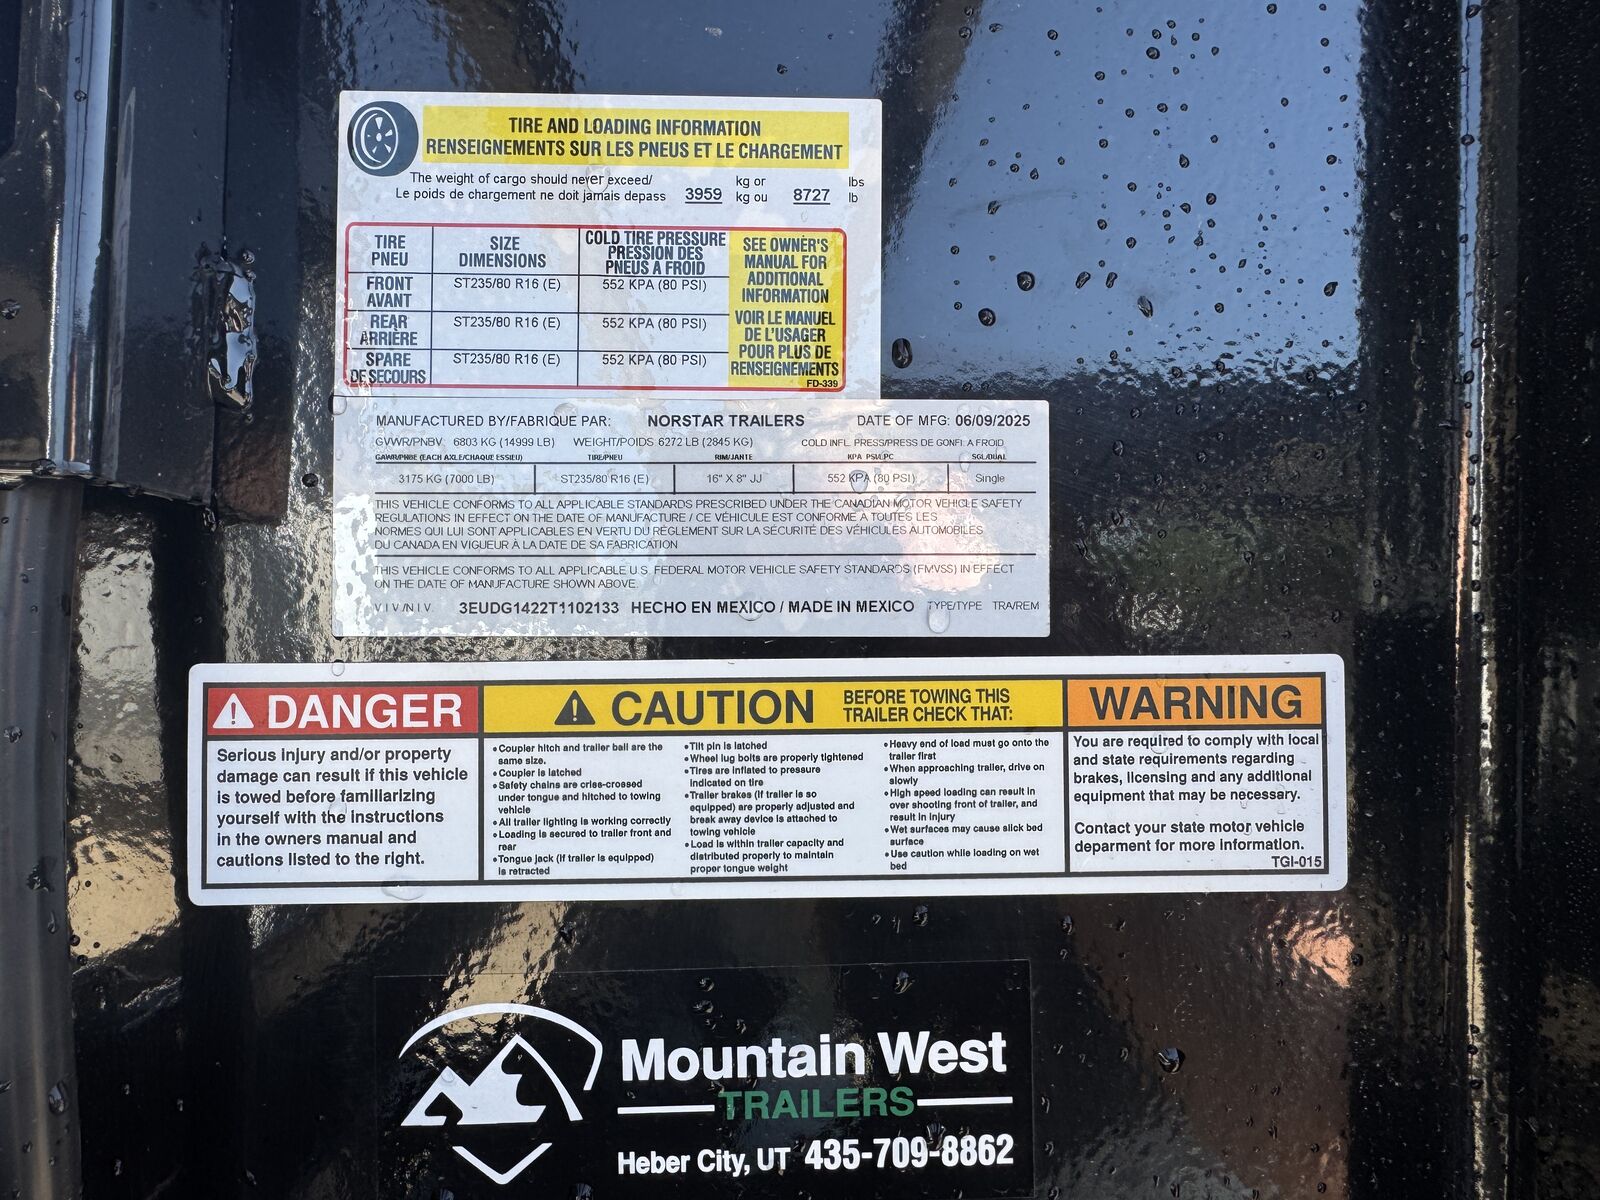 TIRE AND LOADING INFORMATION
RENSEIGNEMENTS SUR LES PNEUS ET LE CHARGEMENT
The weight of cargo should never exceed/ kg or lbs
Le poids de chargement ne doit jamais depass 3959 kg ou 8727 lb
TIRE SIZE COLD TIRE PRESSURE
PNEU DIMENSIONS PRESSION DES
PNEUS A FROID
FRONT ST235/80 R16 (E) 552 KPA (80 PSI)
AVANT
REAR ST235/80 R16 (E) 552 KPA (80 PSI)
ARRIÈRE
SPARE ST235/80 R16 (E) 552 KPA (80 PSI)
DE SECOURS
SEE OWNER'S
MANUAL FOR
ADDITIONAL
INFORMATION
VOIR LE MANUEL
DE L'USAGER
POUR PLUS DE
RENSEIGNEMENTS
FD-339
MANUFACTURED BY/FABRIQUE PAR: NORSTAR TRAILERS DATE OF MFG: 06/09/2025
GVWR/PNBV: 6803 KG (14999 LB) WEIGHT/POIDS 6272 LB (2845 KG) COLD INFL. PRESS/PRESS DE GONFL A FROID
GAWR/PNBE (EACH AXLE/CHAQUE ESSIEU) TIRE/PNEU RIM/JANTE KPA PSI/LPC SGL/DUAL
3175 KG (7000 LB) ST235/80 R16 (E) 16" X 8" JJ 552 KPA (80 PSI) Single
THIS VEHICLE CONFORMS TO ALL APPLICABLE STANDARDS PRESCRIBED UNDER THE CANADIAN MOTOR VEHICLE SAFETY
REGULATIONS IN EFFECT ON THE DATE OF MANUFACTURE / CE VÉHICULE EST CONFORME A TOUTES LES
NORMES QUI LUI SONT APPLICABLES EN VERTU DU RÈGLEMENT SUR LA SÉCURITÉ DES VÉHICULES AUTOMOBILES
DU CANADA EN VIGUEUR À LA DATE DE SA FABRICATION
THIS VEHICLE CONFORMS TO ALL APPLICABLE U.S. FEDERAL MOTOR VEHICLE SAFETY STANDARDS (FMVSS) IN EFFECT
ON THE DATE OF MANUFACTURE SHOWN ABOVE.
V.I.V./N.I.V. 3EUDG1422T1102133 HECHO EN MEXICO / MADE IN MEXICO TYPE/TYPE TRA/REM
DANGER
Serious injury and/or property
damage can result if this vehicle
is towed before familiarizing
yourself with the instructions
in the owners manual and
cautions listed to the right.
CAUTION BEFORE TOWING THIS
TRAILER CHECK THAT:
• Coupler hitch and trailer ball are the
same size.
• Coupler is latched
• Safety chains are criss-crossed
under tongue and hitched to towing
vehicle
• All trailer lighting is working correctly
• Loading is secured to trailer front and
rear
• Tongue jack (if trailer is equipped)
is retracted
• Tilt pin is latched
• Wheel lug bolts are properly tightened
• Tires are inflated to pressure
indicated on tire
• Trailer brakes (if trailer is so
equipped) are properly adjusted and
break away device is attached to
towing vehicle
• Load is within trailer capacity and
distributed properly to maintain
proper tongue weight
• Heavy end of load must go onto the
trailer first
• When approaching trailer, drive on
slowly
• High speed loading can result in
over shooting front of trailer, and
result in injury
• Wet surfaces may cause slick bed
surface
• Use caution while loading on wet
bed
WARNING
You are required to comply with local
and state requirements regarding
brakes, licensing and any additional
equipment that may be necessary.
Contact your state motor vehicle
deparment for more information.
TGI-015
Mountain West
TRAILERS
Heber City, UT 435-709-8862